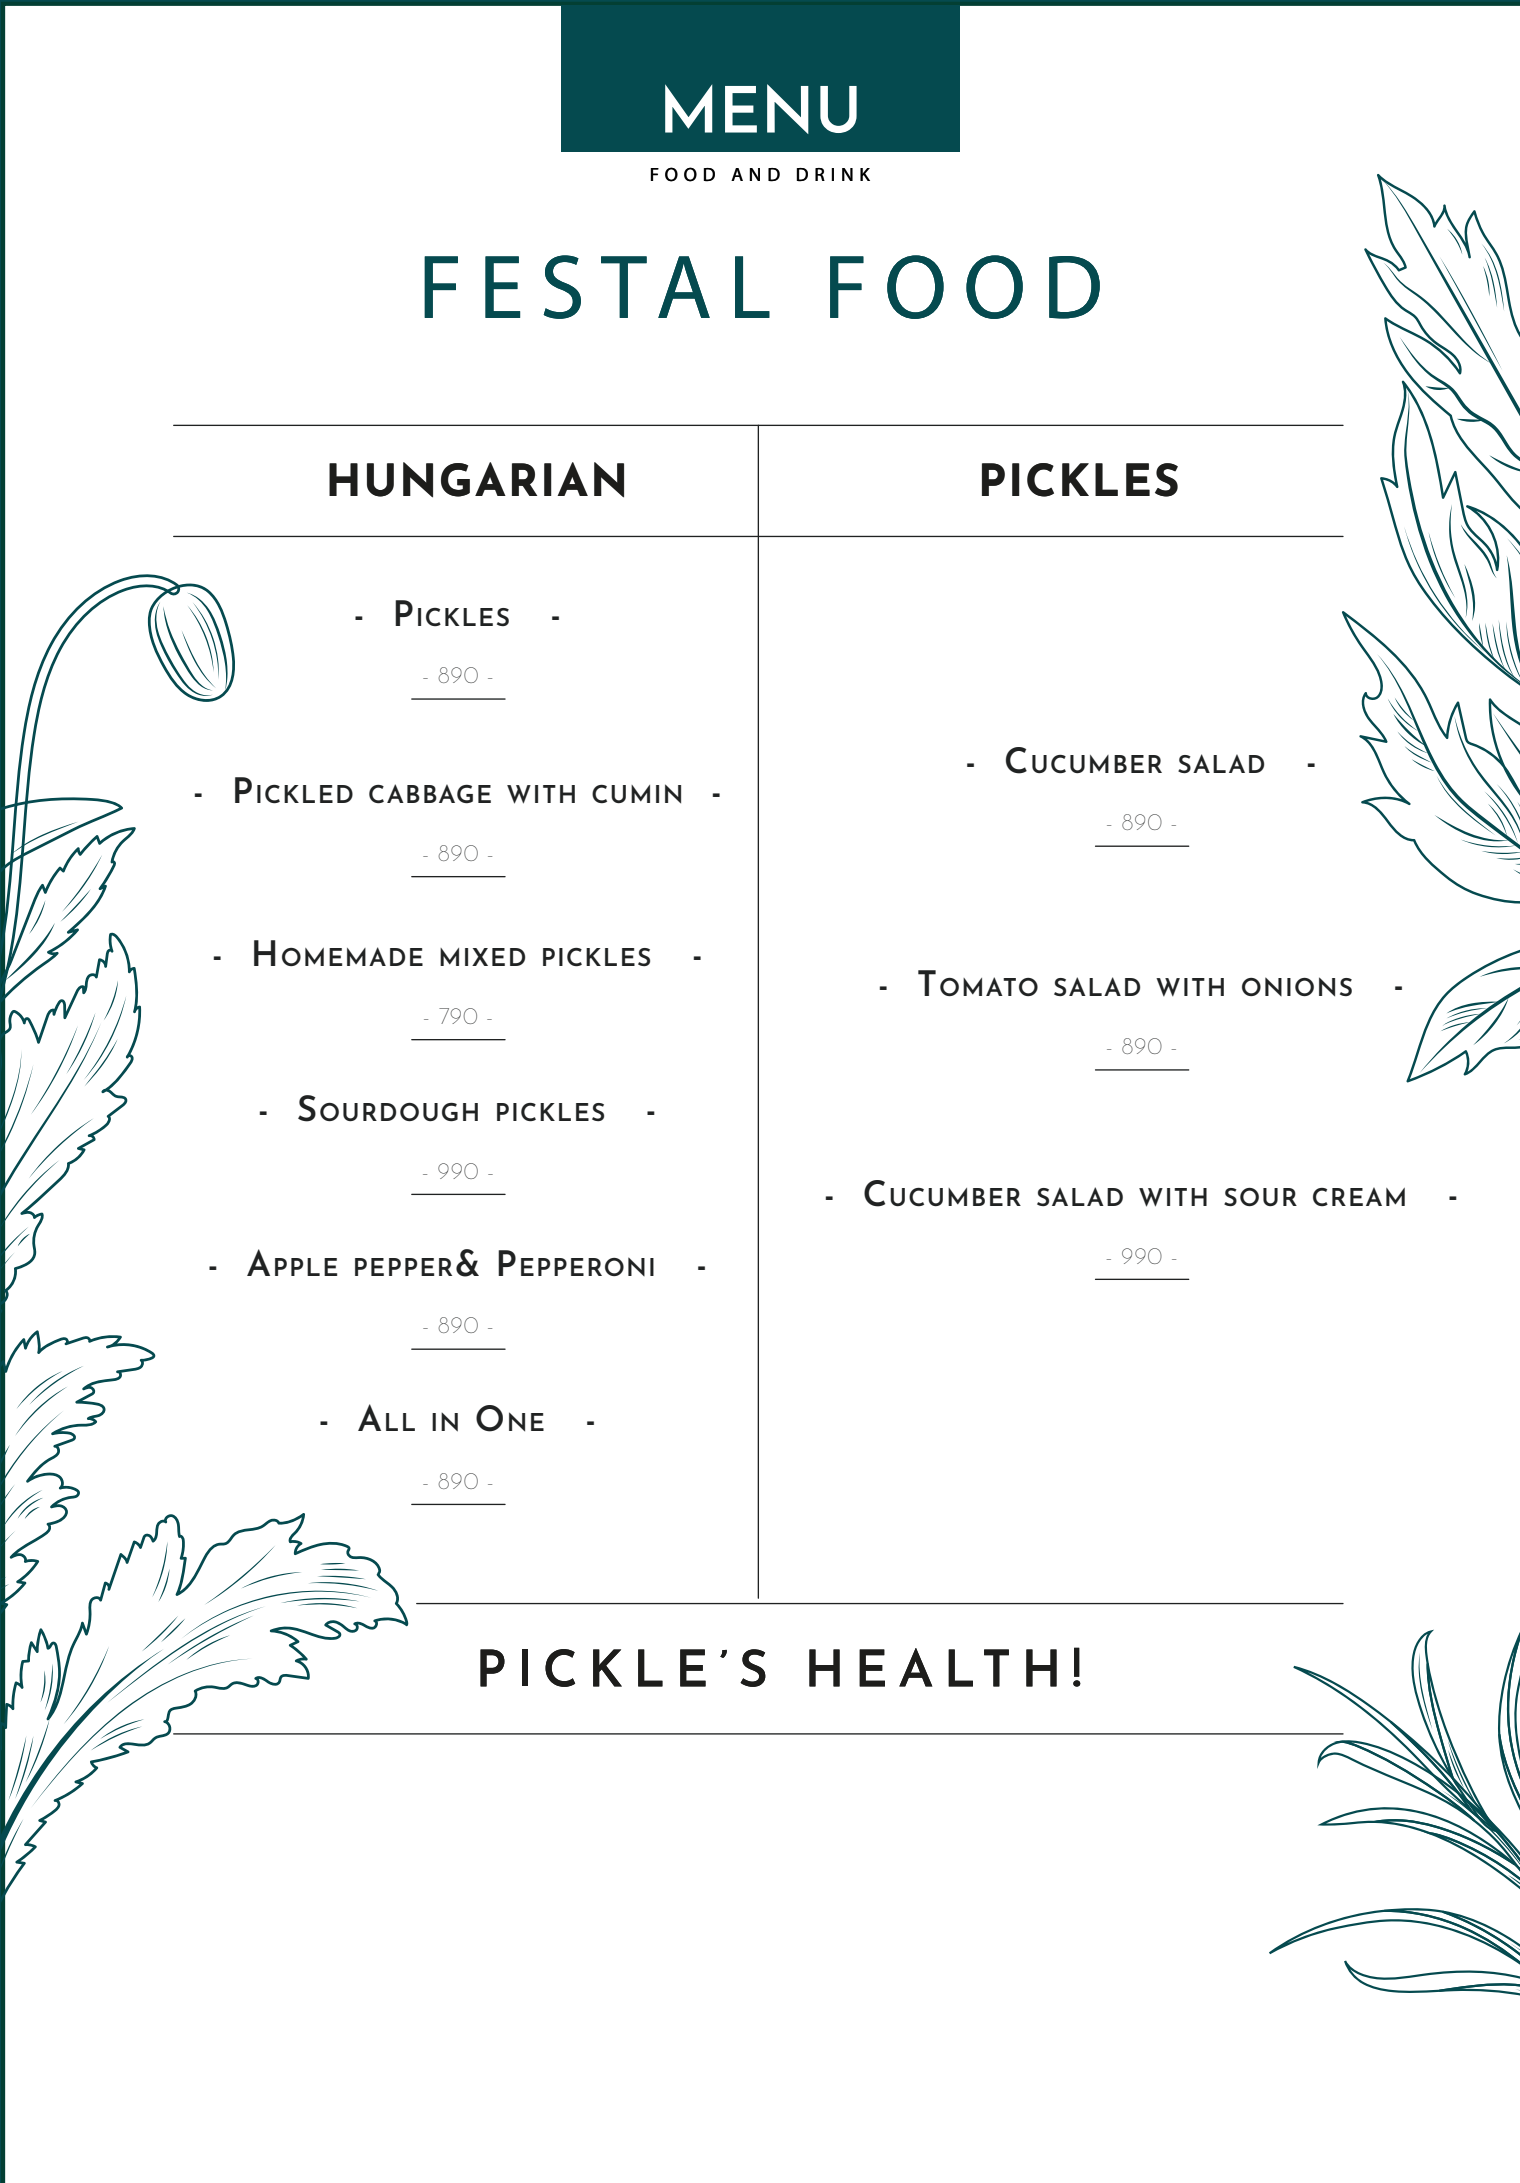 MENU
FOOD AND DRINK
FESTAL FOOD
HUNGARIAN
- Pickles -
- 890 -
- Pickled cabbage with cumin -
- 890 -
- Homemade mixed pickles -
- 790 -
- Sourdough pickles -
- 990 -
- Apple pepper& Pepperoni -
- 890 -
- All in One -
- 890 -
PICKLES
- Cucumber salad -
- 890 -
- Tomato salad with onions -
- 890 -
- Cucumber salad with sour cream -
- 990 -
PICKLE’S HEALTH!